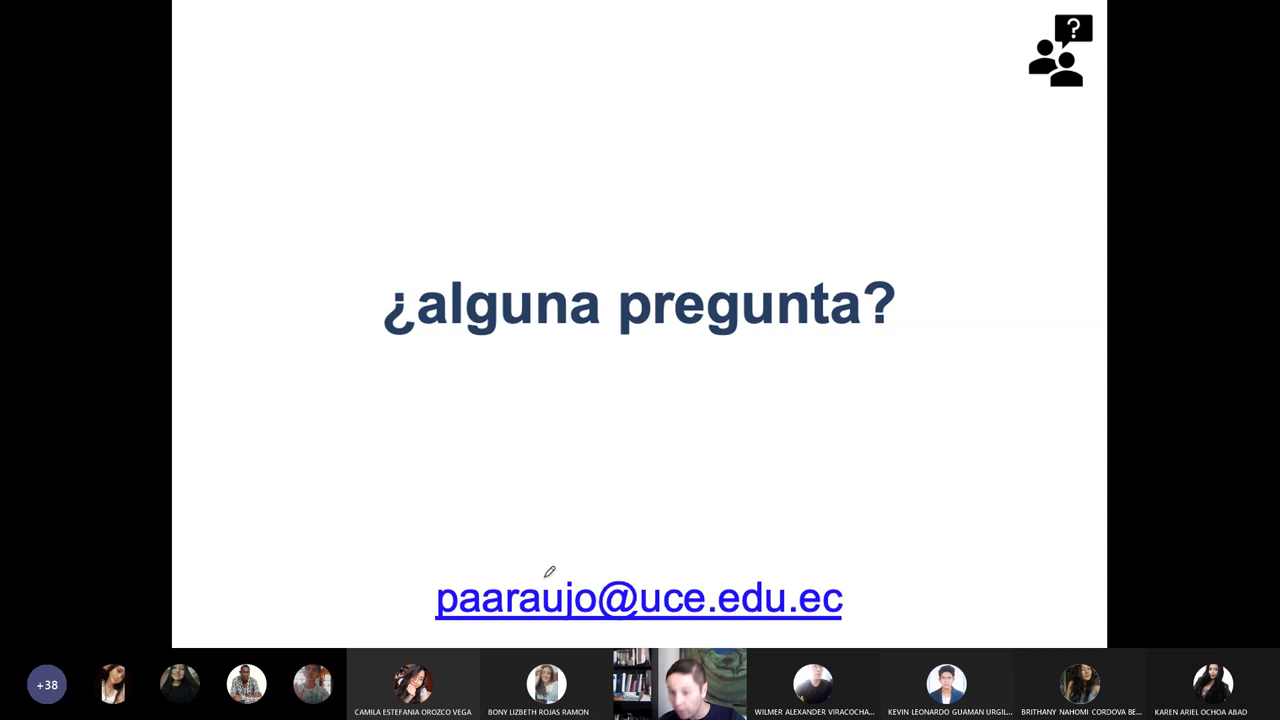 ?
¿alguna pregunta?
paaraujo@uce.edu.ec
+38
CAMILA ESTEFANIA OROZCO VEGA
BONY LIZBETH ROJAS RAMON
WILMER ALEXANDER VIRACOCHA...
KEVIN LEONARDO GUAMAN URGIL...
BRITHANY NAHOMI CORDOVA BE...
KAREN ARIEL OCHOA ABAD